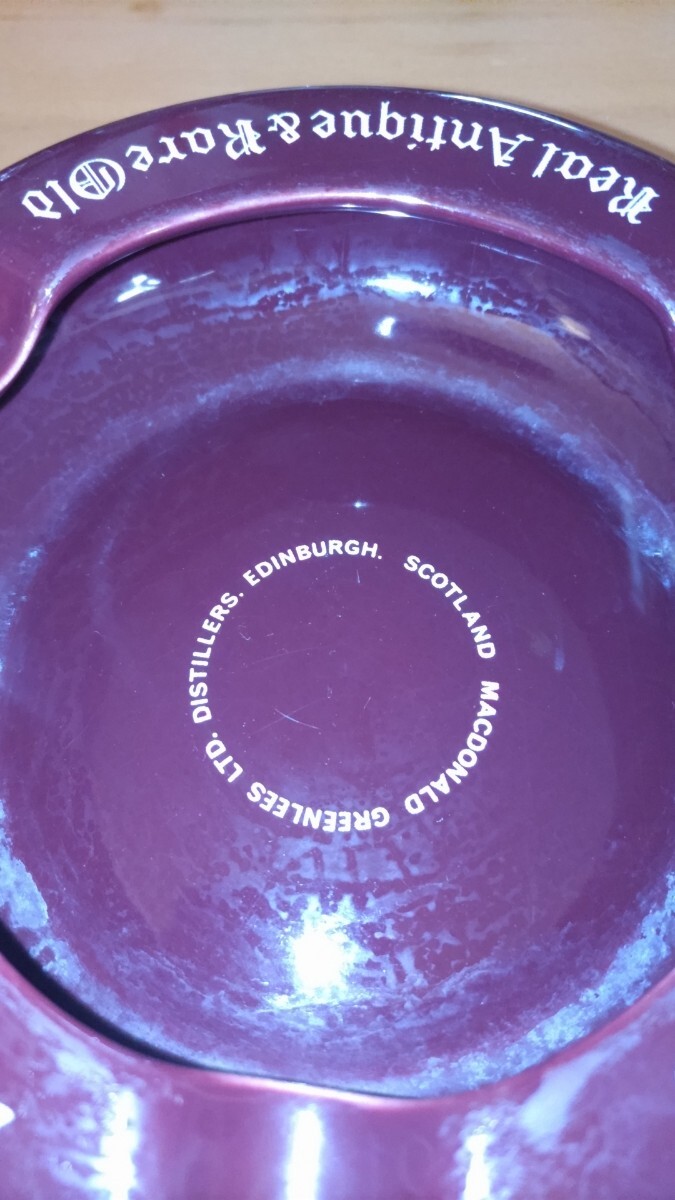 Real Antique & Rare Old
MACDONALD GREENLEES LTD. DISTILLERS. EDINBURGH. SCOTLAND